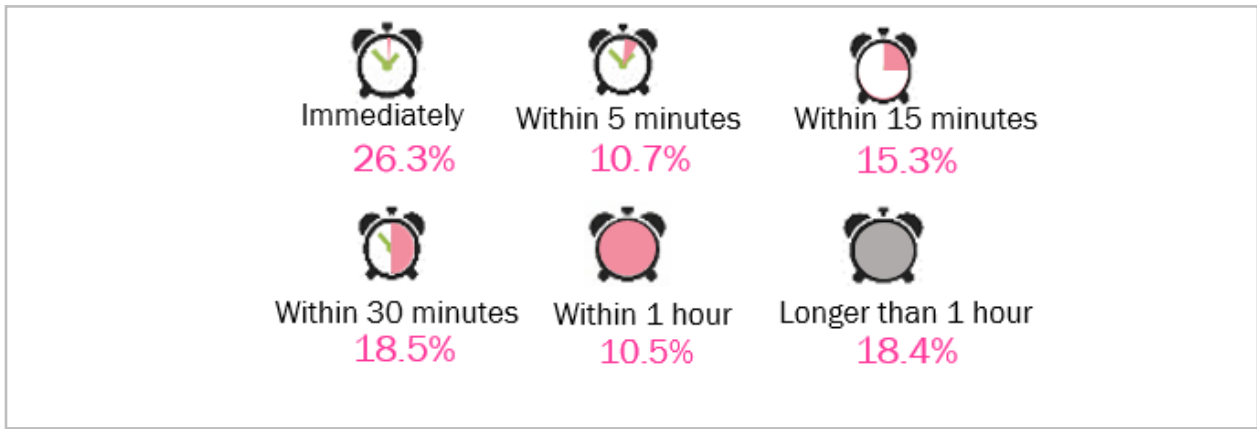 Immediately
26.3%
Within 5 minutes
10.7%
Within 15 minutes
15.3%
Within 30 minutes
18.5%
Within 1 hour
10.5%
Longer than 1 hour
18.4%